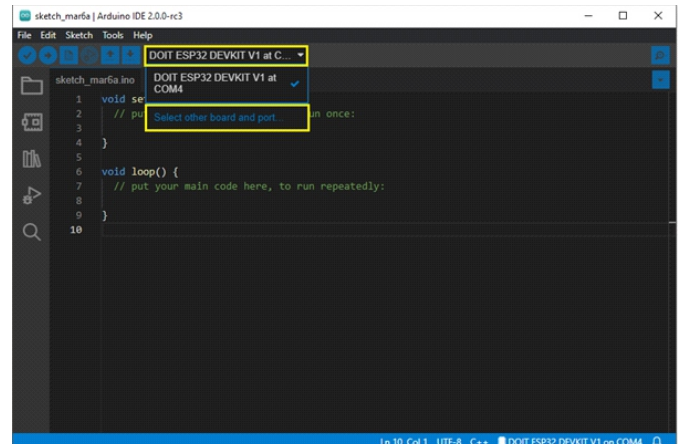 sketch_mar6a | Arduino IDE 2.0.0-rc3
File Edit Sketch Tools Help
DOIT ESP32 DEVKIT V1 at C...
sketch_mar6a.ino
DOIT ESP32 DEVKIT V1 at
COM4
Select other board and port...
1 void se
2 // pu un once:
3
4 }
5
6 void loop() {
7 // put your main code here, to run repeatedly:
8
9 }
10
Ln 10, Col 1 UTF-8 C++ DOIT ESP32 DEVKIT V1 on COM4